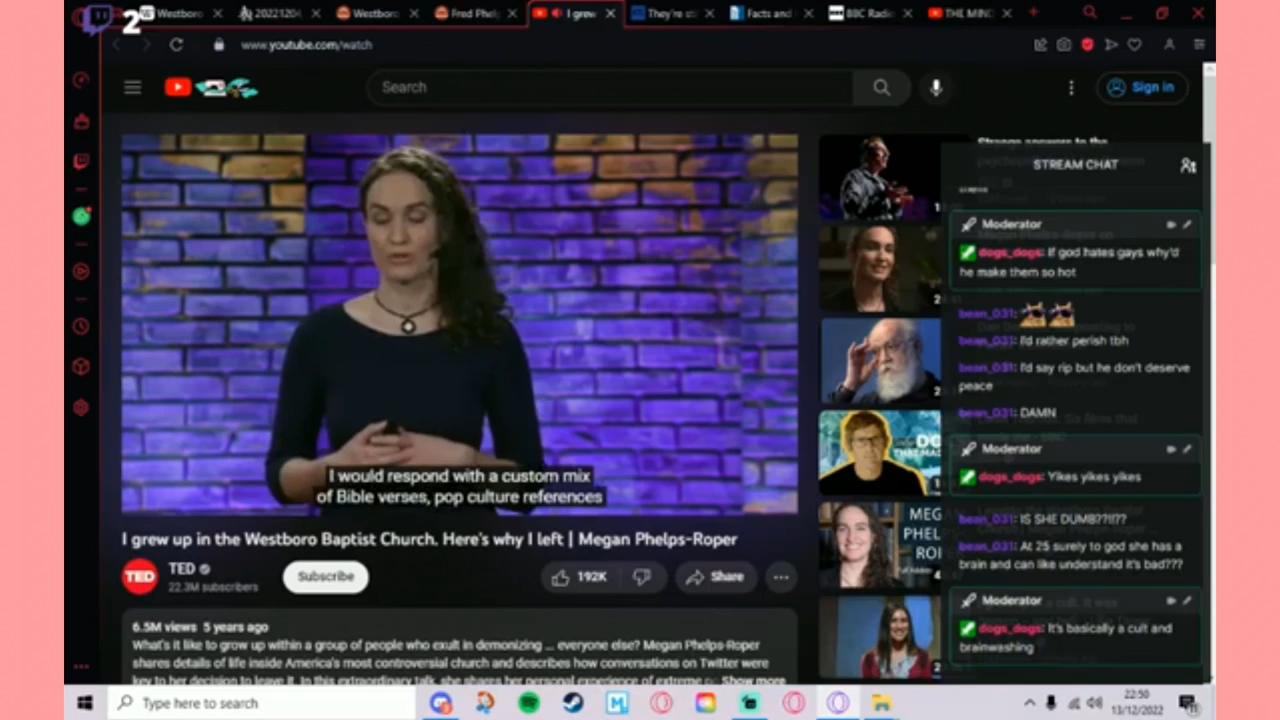 2
Westboro
20221204
Westboro
Fred Phelp
I grew
They're st
Facts and
BBC Radio
THE MIND
www.youtube.com/watch
Search
Sign in
STREAM CHAT
Moderator
dogs_dogs: If god hates gays why'd
he make them so hot
bean_031:
bean_031: I'd rather perish tbh
bean_031: I'd say rip but he don't deserve
peace
bean_031: DAMN
Moderator
dogs_dogs: Yikes yikes yikes
bean_031: IS SHE DUMB??!!??
bean_031: At 25 surely to god she has a
brain and can like understand it's bad???
Moderator
dogs_dogs: It's basically a cult and
brainwashing
I would respond with a custom mix
of Bible verses, pop culture references
MEGA
PHELP
ROP
I grew up in the Westboro Baptist Church. Here's why I left | Megan Phelps-Roper
TED
TED
22.3M subscribers
Subscribe
192K
Share
6.5M views 5 years ago
What's it like to grow up within a group of people who exult in demonizing ... everyone else? Megan Phelps-Roper
shares details of life inside America's most controversial church and describes how conversations on Twitter were
key to her decision to leave it. In this extraordinary talk, she shares her personal experience of extreme Show more
Type here to search
22:50
13/12/2022